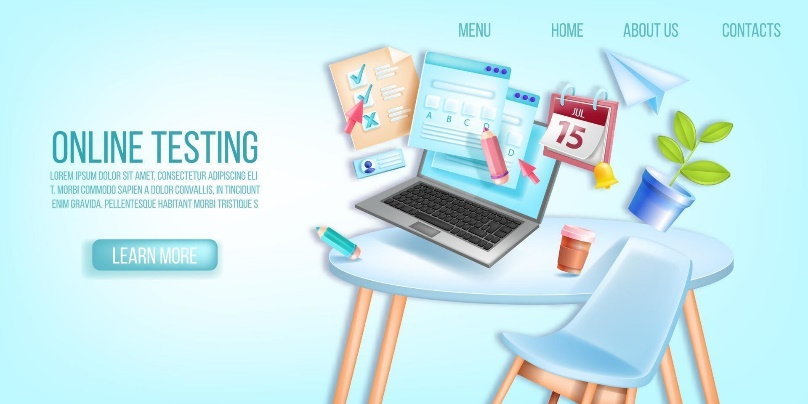 MENU HOME ABOUT US CONTACTS
ONLINE TESTING
LOREM IPSUM DOLOR SIT AMET, CONSECTETUR ADIPISCING ELI
T. MORBI COMMODO SAPIEN A DOLOR CONVALLIS, IN TINCIDUNT
ENIM GRAVIDA. PELLENTESQUE HABITANT MORBI TRISTIQUE S
LEARN MORE
A B C D
D
JUL
15